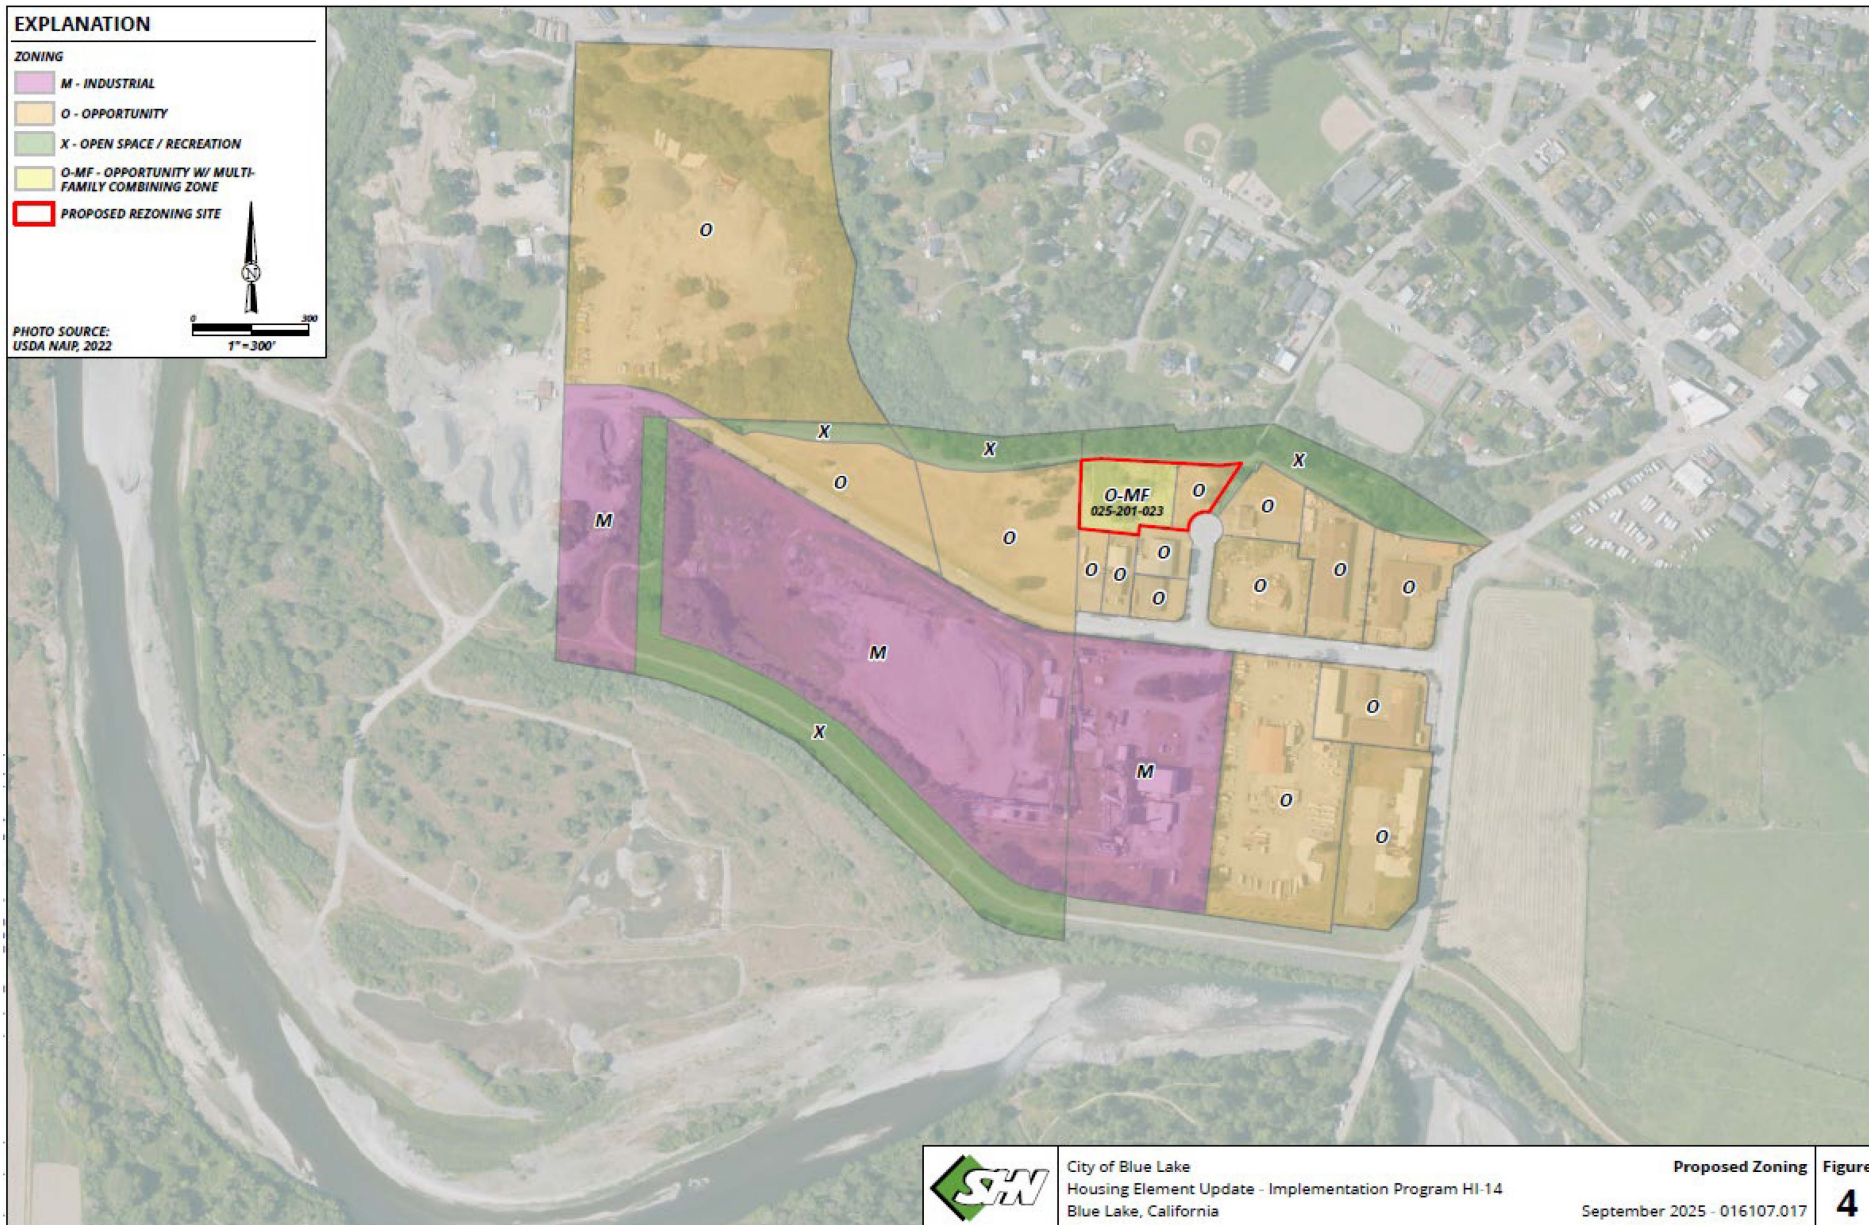 EXPLANATION
ZONING
M - INDUSTRIAL
O - OPPORTUNITY
X - OPEN SPACE / RECREATION
O-MF - OPPORTUNITY W/ MULTI-
FAMILY COMBINING ZONE
PROPOSED REZONING SITE
N
0 300
1" = 300'
PHOTO SOURCE:
USDA NAIP, 2022
O
X
X
X
O
O-MF
025-201-023
O
O
M
O
O
O
O
O
O
O
O
O
M
X
O
M
O
O
SHN
City of Blue Lake
Housing Element Update - Implementation Program HI-14
Blue Lake, California
Proposed Zoning
September 2025 - 016107.017
Figure
4